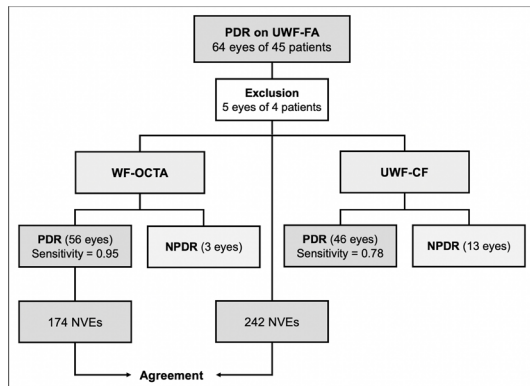 PDR on UWF-FA
64 eyes of 45 patients
Exclusion
5 eyes of 4 patients
WF-OCTA
UWF-CF
PDR (56 eyes)
Sensitivity = 0.95
NPDR (3 eyes)
PDR (46 eyes)
Sensitivity = 0.78
NPDR (13 eyes)
174 NVEs
242 NVEs
Agreement